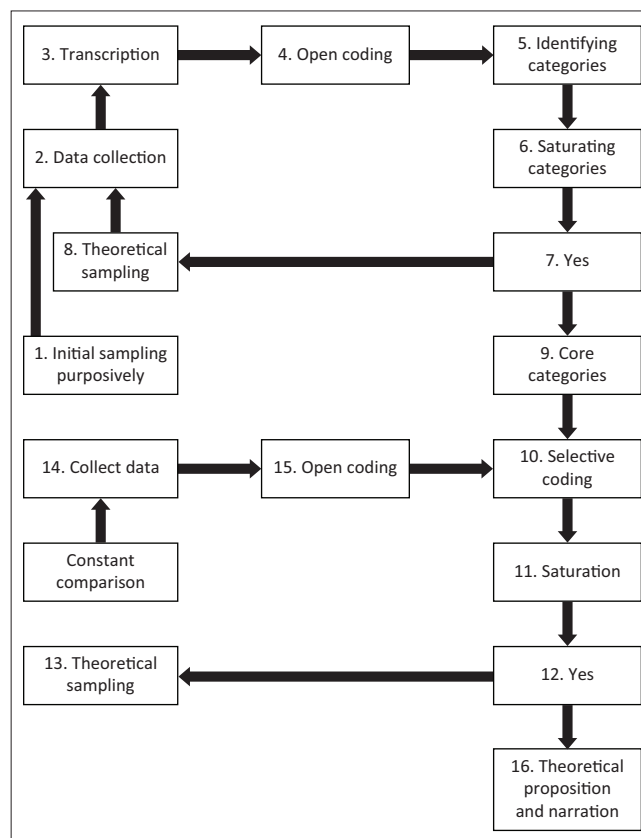 3. Transcription
4. Open coding
5. Identifying
categories
2. Data collection
6. Saturating
categories
8. Theoretical
sampling
7. Yes
1. Initial sampling
purposively
9. Core
categories
14. Collect data
15. Open coding
10. Selective
coding
Constant
comparison
11. Saturation
13. Theoretical
sampling
12. Yes
16. Theoretical
proposition
and narration